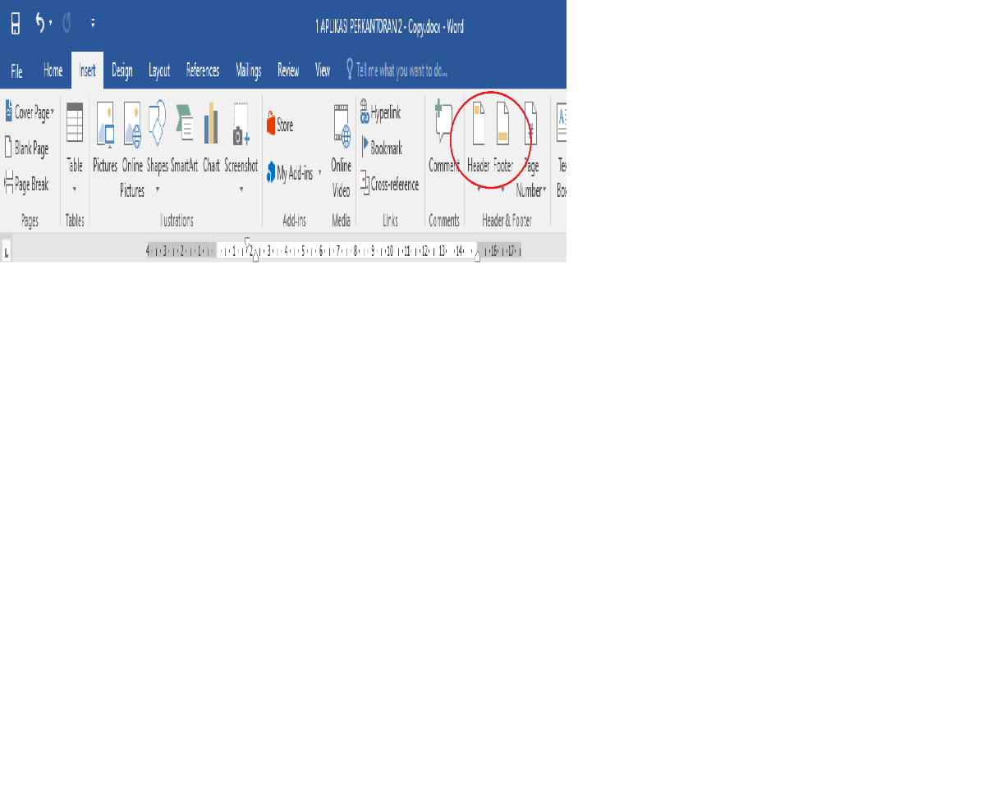 1 APLIKASI PERKANTORAN 2 - Copy.docx - Word
File Home Insert Design Layout References Mailings Review View Tell me what you want to do...
Cover Page
Blank Page
Page Break
Pages
Table
Tables
Pictures
Online
Pictures
Shapes
SmartArt
Chart
Screenshot
Illustrations
Store
My Add-ins
Add-ins
Online
Video
Media
Hyperlink
Bookmark
Cross-reference
Links
Comment
Comments
Header
Footer
Page
Number
Header & Footer
4 3 2 1 1 2 3 4 5 6 7 8 9 10 11 12 13 14 16 17